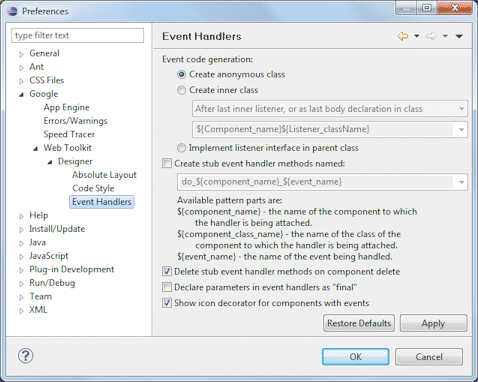 Preferences
type filter text
General
Ant
CSS Files
Google
App Engine
Errors/Warnings
Speed Tracer
Web Toolkit
Designer
Absolute Layout
Code Style
Event Handlers
Help
Install/Update
Java
JavaScript
Plug-in Development
Run/Debug
Team
XML
Event Handlers
Event code generation:
Create anonymous class
Create inner class
After last inner listener, or as last body declaration in class
${Component_name}${Listener_className}
Implement listener interface in parent class
Create stub event handler methods named:
do_${component_name}_${event_name}
Available pattern parts are:
${component_name} - the name of the component to which
the handler is being attached.
${component_class_name} - the name of the class of the
component to which the handler is being attached.
${event_name} - the name of the event being handled.
Delete stub event handler methods on component delete
Declare parameters in event handlers as "final"
Show icon decorator for components with events
Restore Defaults
Apply
?
OK
Cancel